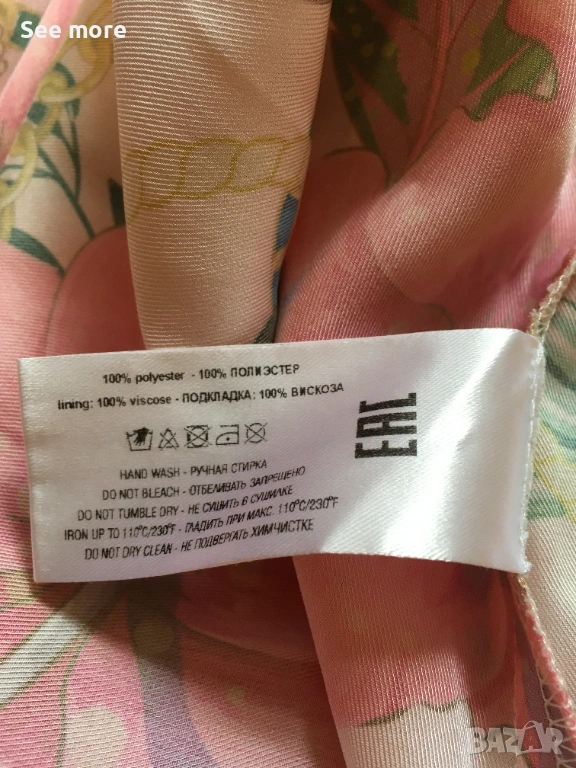 See more
100% polyester - 100% ПОЛИЭСТЕР
lining: 100% viscose - ПОДКЛАДКА: 100% ВИСКОЗА
EAC
HAND WASH - РУЧНАЯ СТИРКА
DO NOT BLEACH - ОТБЕЛИВАТЬ ЗАПРЕЩЕНО
DO NOT TUMBLE DRY - НЕ СУШИТЬ В СУШИЛКЕ
IRON UP TO 110°C/230°F - ГЛАДИТЬ ПРИ МАКС. 110°C/230°F
DO NOT DRY CLEAN - НЕ ПОДВЕРГАТЬ ХИМЧИСТКЕ
BAZAR